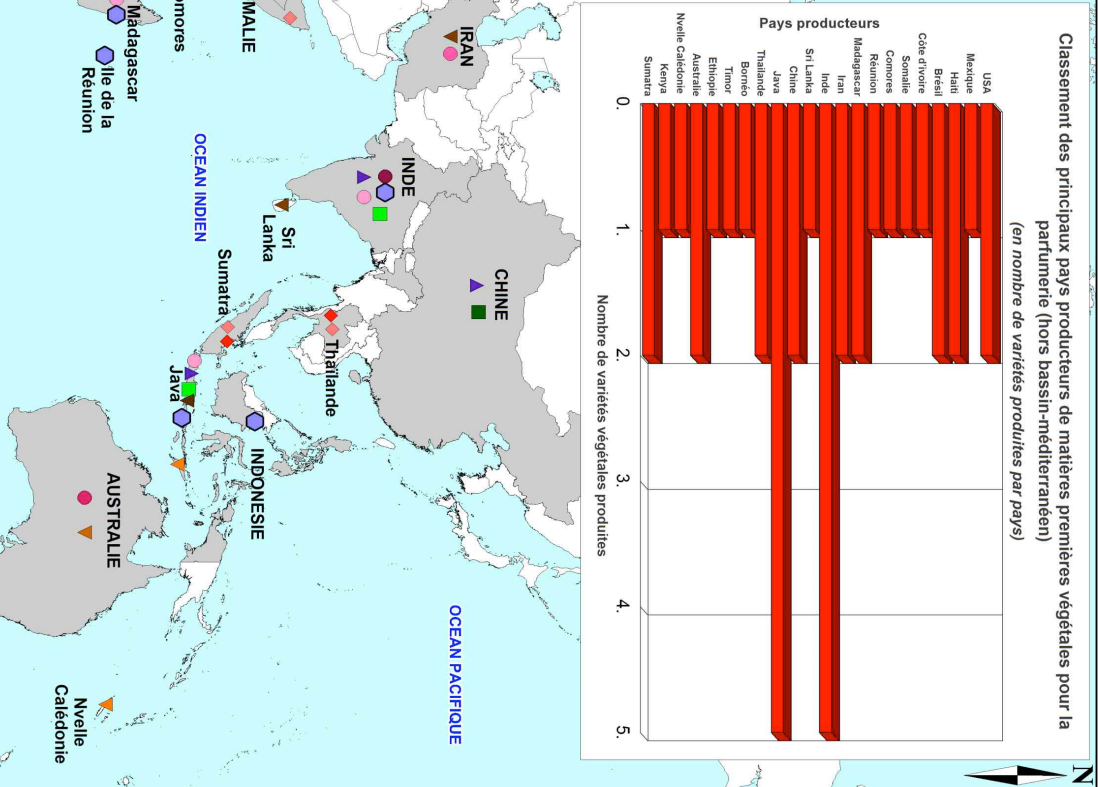 N
Classement des principaux pays producteurs de matières premières végétales pour la
parfumerie (hors bassin-méditerranéen)
(en nombre de variétés produites par pays)
Pays producteurs
USA
Mexique
Haiti
Brésil
Côte d'ivoire
Somalie
Comores
Réunion
Madagascar
Iran
Inde
Sri Lanka
Chine
Java
Thaïlande
Bornéo
Timor
Ethiopie
Australie
Nvelle Calédonie
Kenya
Sumatra
0.
1.
2.
3.
4.
5.
Nombre de variétés végétales produites
CHINE
IRAN
OCEAN PACIFIQUE
INDE
Thaïlande
Sri
Lanka
INDONESIE
MALIE
Sumatra
OCEAN INDIEN
omores
Java
Madagascar
Ile de la
Réunion
AUSTRALIE
Nvelle
Calédonie